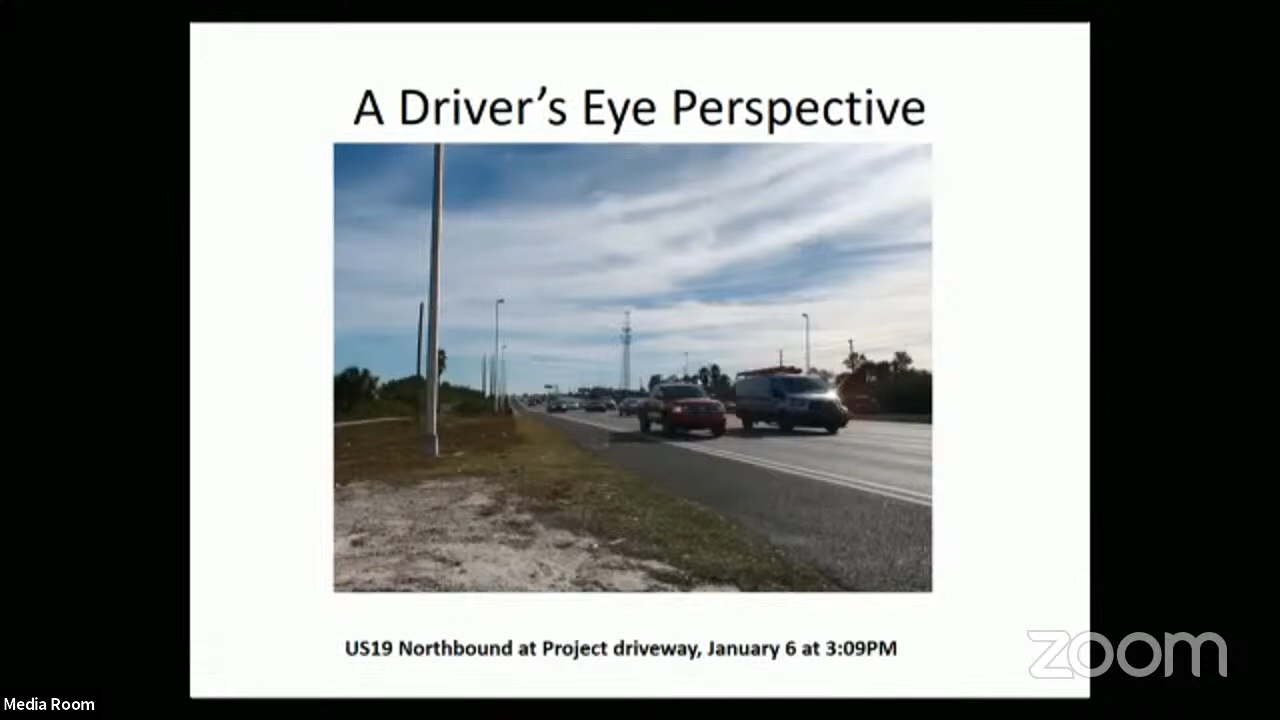 A Driver's Eye Perspective
US19 Northbound at Project driveway, January 6 at 3:09PM
zoom
Media Room